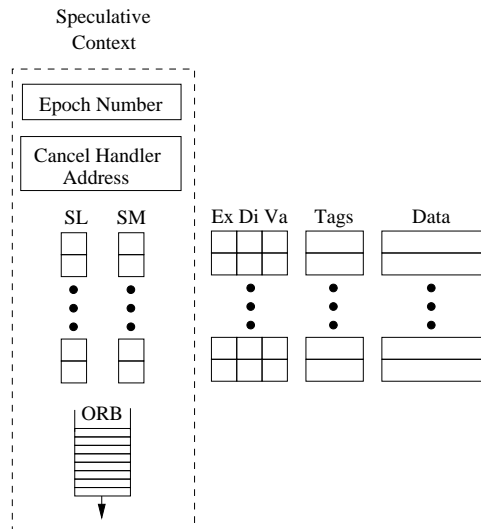 Speculative
Context
Epoch Number
Cancel Handler
Address
SL SM
Ex Di Va Tags Data
ORB